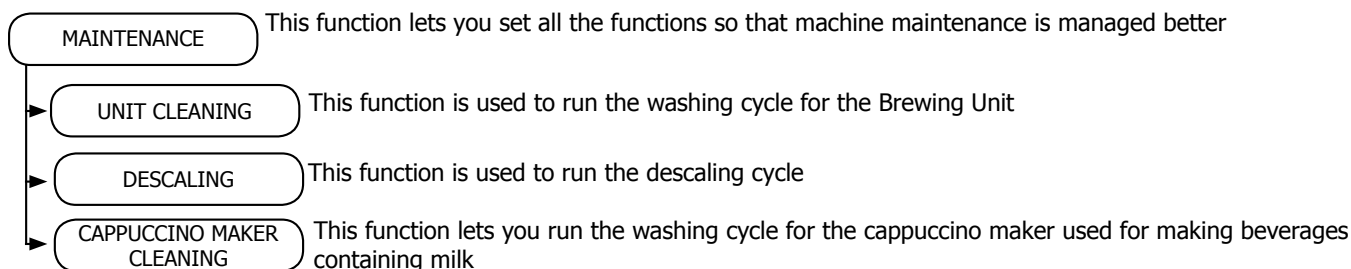 MAINTENANCE
This function lets you set all the functions so that machine maintenance is managed better
UNIT CLEANING
This function is used to run the washing cycle for the Brewing Unit
DESCALING
This function is used to run the descaling cycle
CAPPUCCINO MAKER
CLEANING
This function lets you run the washing cycle for the cappuccino maker used for making beverages
containing milk